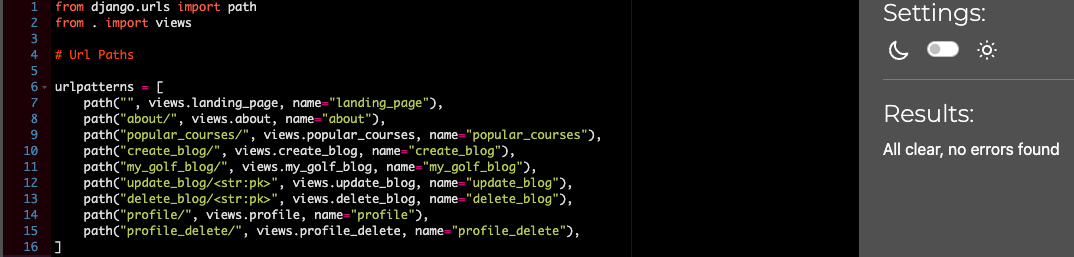 1 from django.urls import path
2 from . import views
3
4 # Url Paths
5
6 urlpatterns = [
7     path("", views.landing_page, name="landing_page"),
8     path("about/", views.about, name="about"),
9     path("popular_courses/", views.popular_courses, name="popular_courses"),
10     path("create_blog/", views.create_blog, name="create_blog"),
11     path("my_golf_blog/", views.my_golf_blog, name="my_golf_blog"),
12     path("update_blog/<str:pk>", views.update_blog, name="update_blog"),
13     path("delete_blog/<str:pk>", views.delete_blog, name="delete_blog"),
14     path("profile/", views.profile, name="profile"),
15     path("profile_delete/", views.profile_delete, name="profile_delete"),
16 ]
Settings:
Results:
All clear, no errors found